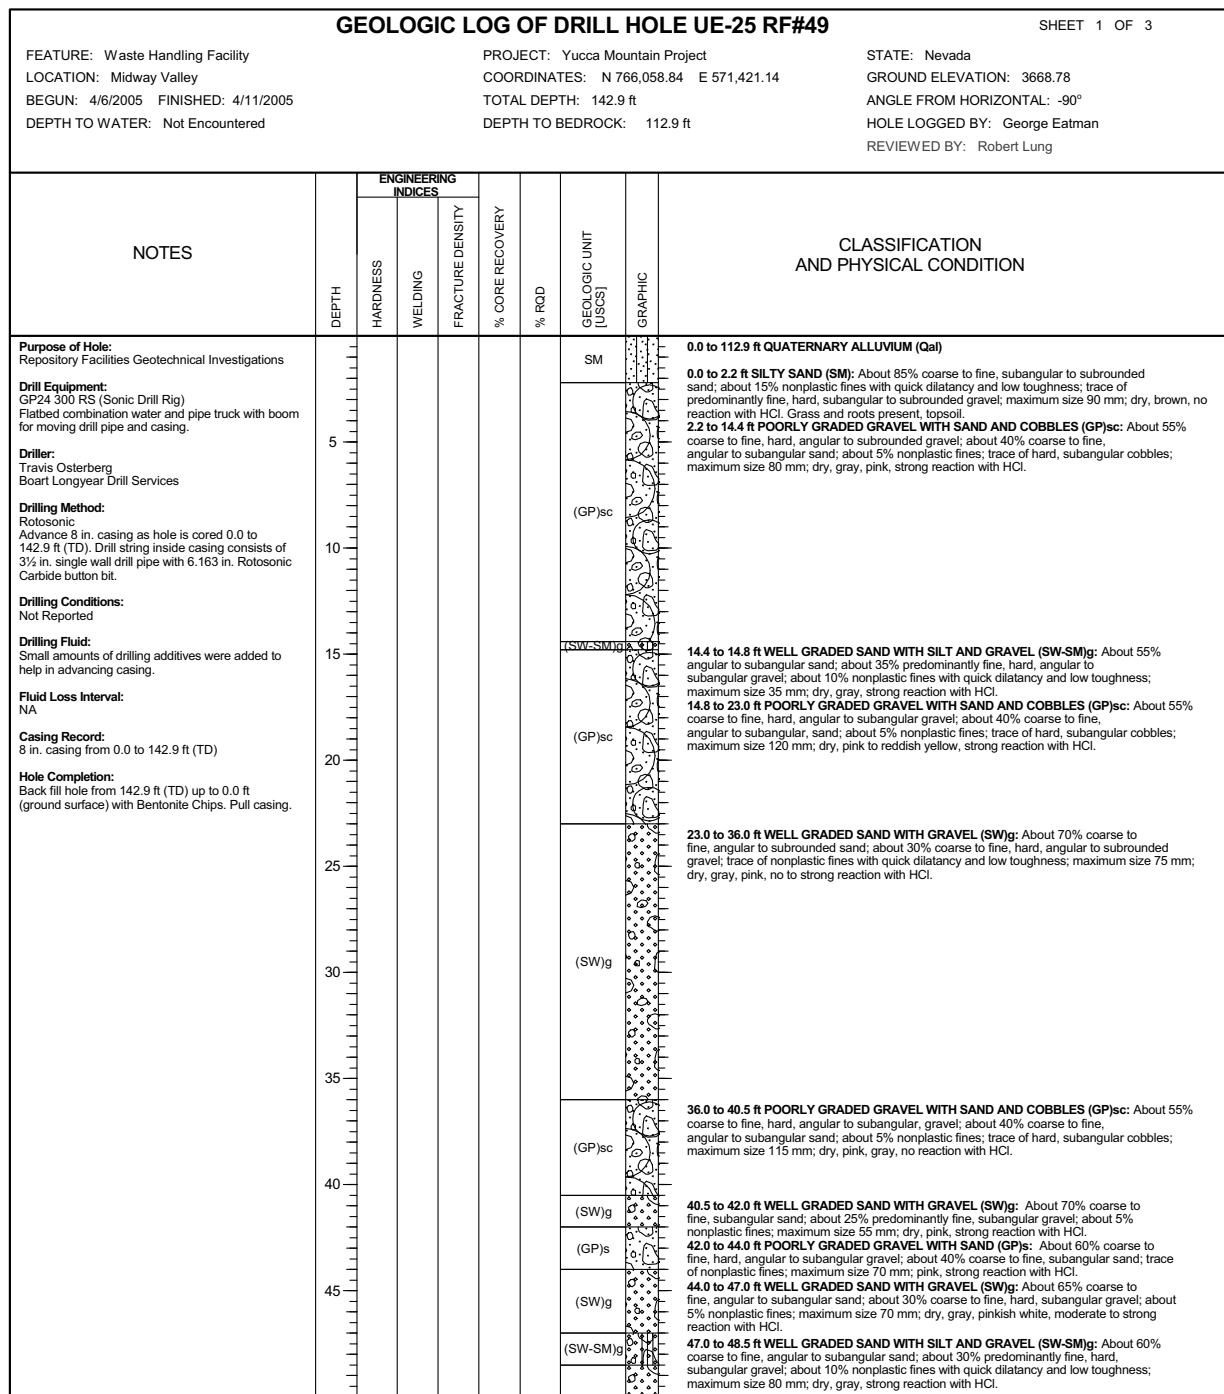 GEOLOGIC LOG OF DRILL HOLE UE-25 RF#49
SHEET 1 OF 3
FEATURE: Waste Handling Facility
PROJECT: Yucca Mountain Project
STATE: Nevada
LOCATION: Midway Valley
COORDINATES: N 766,058.84 E 571,421.14
GROUND ELEVATION: 3668.78
BEGUN: 4/6/2005 FINISHED: 4/11/2005
TOTAL DEPTH: 142.9 ft
ANGLE FROM HORIZONTAL: -90°
DEPTH TO WATER: Not Encountered
DEPTH TO BEDROCK: 112.9 ft
HOLE LOGGED BY: George Eatman
REVIEWED BY: Robert Lung
NOTES
DEPTH
ENGINEERING
INDICES
HARDNESS
WELDING
FRACTURE DENSITY
% CORE RECOVERY
% RQD
GEOLOGIC UNIT
[USCS]
GRAPHIC
CLASSIFICATION
AND PHYSICAL CONDITION
Purpose of Hole:
Repository Facilities Geotechnical Investigations
Drill Equipment:
GP24 300 RS (Sonic Drill Rig)
Flatbed combination water and pipe truck with boom
for moving drill pipe and casing.
Driller:
Travis Osterberg
Boart Longyear Drill Services
Drilling Method:
Rotosonic
Advance 8 in. casing as hole is cored 0.0 to
142.9 ft (TD). Drill string inside casing consists of
3½ in. single wall drill pipe with 6.163 in. Rotosonic
Carbide button bit.
Drilling Conditions:
Not Reported
Drilling Fluid:
Small amounts of drilling additives were added to
help in advancing casing.
Fluid Loss Interval:
NA
Casing Record:
8 in. casing from 0.0 to 142.9 ft (TD)
Hole Completion:
Back fill hole from 142.9 ft (TD) up to 0.0 ft
(ground surface) with Bentonite Chips. Pull casing.
5
10
15
20
25
30
35
40
45
SM
(GP)sc
(SW-SM)g
(GP)sc
(SW)g
(GP)sc
(SW)g
(GP)s
(SW)g
(SW-SM)g
0.0 to 112.9 ft QUATERNARY ALLUVIUM (Qal)
0.0 to 2.2 ft SILTY SAND (SM): About 85% coarse to fine, subangular to subrounded
sand; about 15% nonplastic fines with quick dilatancy and low toughness; trace of
predominantly fine, hard, subangular to subrounded gravel; maximum size 90 mm; dry, brown, no
reaction with HCl. Grass and roots present, topsoil.
2.2 to 14.4 ft POORLY GRADED GRAVEL WITH SAND AND COBBLES (GP)sc: About 55%
coarse to fine, hard, angular to subrounded gravel; about 40% coarse to fine,
angular to subangular sand; about 5% nonplastic fines; trace of hard, subangular cobbles;
maximum size 80 mm; dry, gray, pink, strong reaction with HCl.
14.4 to 14.8 ft WELL GRADED SAND WITH SILT AND GRAVEL (SW-SM)g: About 55%
angular to subangular sand; about 35% predominantly fine, hard, angular to
subangular gravel; about 10% nonplastic fines with quick dilatancy and low toughness;
maximum size 35 mm; dry, gray, strong reaction with HCl.
14.8 to 23.0 ft POORLY GRADED GRAVEL WITH SAND AND COBBLES (GP)sc: About 55%
coarse to fine, hard, angular to subangular gravel; about 40% coarse to fine,
angular to subangular, sand; about 5% nonplastic fines; trace of hard, subangular cobbles;
maximum size 120 mm; dry, pink to reddish yellow, strong reaction with HCl.
23.0 to 36.0 ft WELL GRADED SAND WITH GRAVEL (SW)g: About 70% coarse to
fine, angular to subrounded sand; about 30% coarse to fine, hard, angular to subrounded
gravel; trace of nonplastic fines with quick dilatancy and low toughness; maximum size 75 mm;
dry, gray, pink, no to strong reaction with HCl.
36.0 to 40.5 ft POORLY GRADED GRAVEL WITH SAND AND COBBLES (GP)sc: About 55%
coarse to fine, hard, angular to subangular, gravel; about 40% coarse to fine,
angular to subangular sand; about 5% nonplastic fines; trace of hard, subangular cobbles;
maximum size 115 mm; dry, pink, gray, no reaction with HCl.
40.5 to 42.0 ft WELL GRADED SAND WITH GRAVEL (SW)g: About 70% coarse to
fine, subangular sand; about 25% predominantly fine, subangular gravel; about 5%
nonplastic fines; maximum size 55 mm; dry, pink, strong reaction with HCl.
42.0 to 44.0 ft POORLY GRADED GRAVEL WITH SAND (GP)s: About 60% coarse to
fine, hard, angular to subangular gravel; about 40% coarse to fine, subangular sand; trace
of nonplastic fines; maximum size 70 mm; pink, strong reaction with HCl.
44.0 to 47.0 ft WELL GRADED SAND WITH GRAVEL (SW)g: About 65% coarse to
fine, angular to subangular sand; about 30% coarse to fine, hard, subangular gravel; about
5% nonplastic fines; maximum size 70 mm; dry, gray, pinkish white, moderate to strong
reaction with HCl.
47.0 to 48.5 ft WELL GRADED SAND WITH SILT AND GRAVEL (SW-SM)g: About 60%
coarse to fine, angular to subangular sand; about 30% predominantly fine, hard,
subangular gravel; about 10% nonplastic fines with quick dilatancy and low toughness;
maximum size 80 mm; dry, gray, strong reaction with HCl.